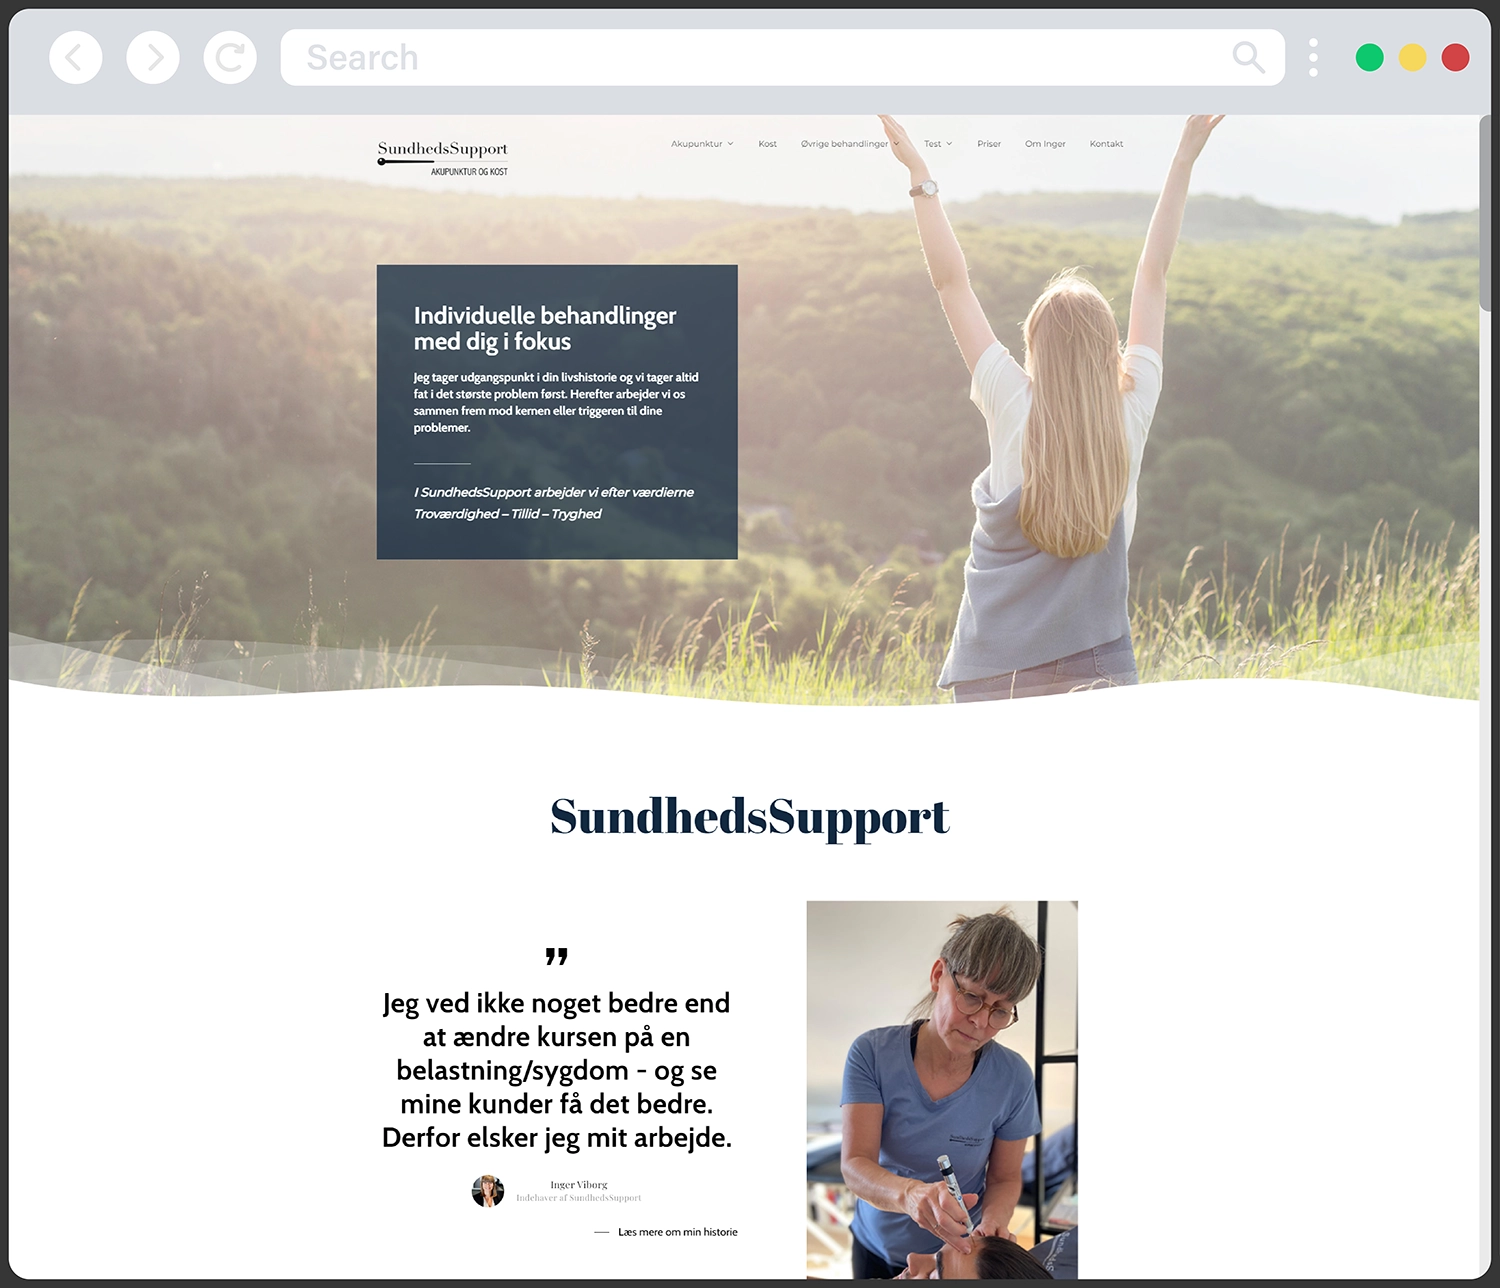 Search
SundhedsSupport
AKUPUNKTUR OG KOST
Akupunktur Kost Øvrige behandlinger Test Priser Om Inger Kontakt
Individuelle behandlinger
med dig i fokus
Jeg tager udgangspunkt i din livshistorie og vi tager altid
fat i det største problem først. Herefter arbejder vi os
sammen frem mod kernen eller triggeren til dine
problemer.
I SundhedsSupport arbejder vi efter værdierne
Troværdighed – Tillid – Tryghed
SundhedsSupport
”
Jeg ved ikke noget bedre end
at ændre kursen på en
belastning/sygdom - og se
mine kunder få det bedre.
Derfor elsker jeg mit arbejde.
Inger Viborg
Indehaver af SundhedsSupport
Læs mere om min historie